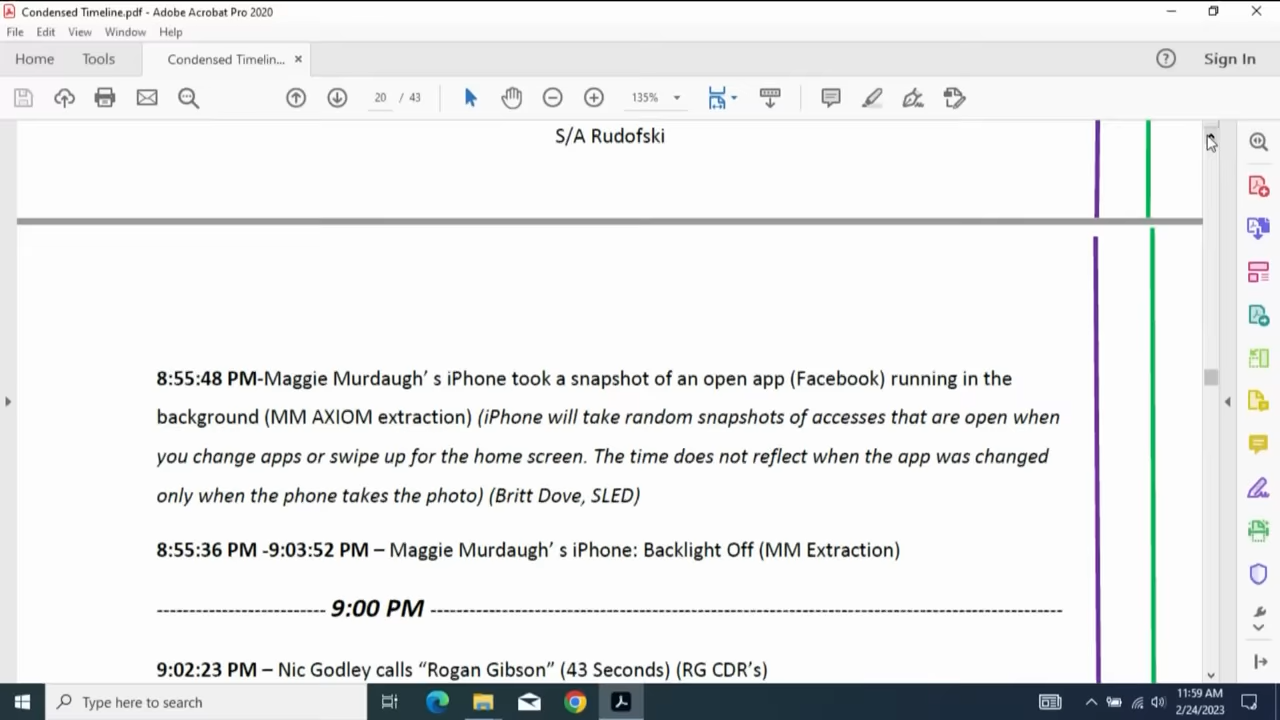 Condensed Timeline.pdf - Adobe Acrobat Pro 2020
File Edit View Window Help
Home Tools Condensed Timelin... × Sign In
20 / 43 135%
S/A Rudofski
8:55:48 PM-Maggie Murdaugh' s iPhone took a snapshot of an open app (Facebook) running in the
background (MM AXIOM extraction) (iPhone will take random snapshots of accesses that are open when
you change apps or swipe up for the home screen. The time does not reflect when the app was changed
only when the phone takes the photo) (Britt Dove, SLED)
8:55:36 PM -9:03:52 PM – Maggie Murdaugh' s iPhone: Backlight Off (MM Extraction)
------------------------- 9:00 PM ---------------------------------------------------------------------------------------------
9:02:23 PM – Nic Godley calls “Rogan Gibson” (43 Seconds) (RG CDR's)
Type here to search
11:59 AM
2/24/2023